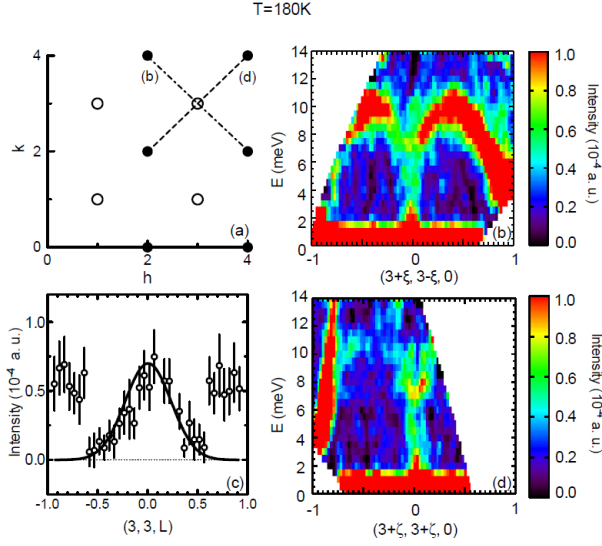 T=180K
4
2
0
0 1 2 3 4
k
h
(b)
(d)
(a)
14
12
10
8
6
4
2
0
-1 0 1
E (meV)
(3+ξ, 3-ξ, 0)
(b)
1.0
0.8
0.6
0.4
0.2
0.0
Intensity (10⁻⁴ a. u.)
1.0
0.5
0.0
-1.0 -0.5 0.0 0.5 1.0
Intensity (10⁻⁴ a. u.)
(3, 3, L)
(c)
14
12
10
8
6
4
2
0
-1 0 1
E (meV)
(3+ζ, 3+ζ, 0)
(d)
1.0
0.8
0.6
0.4
0.2
0.0
Intensity (10⁻⁴ a. u.)